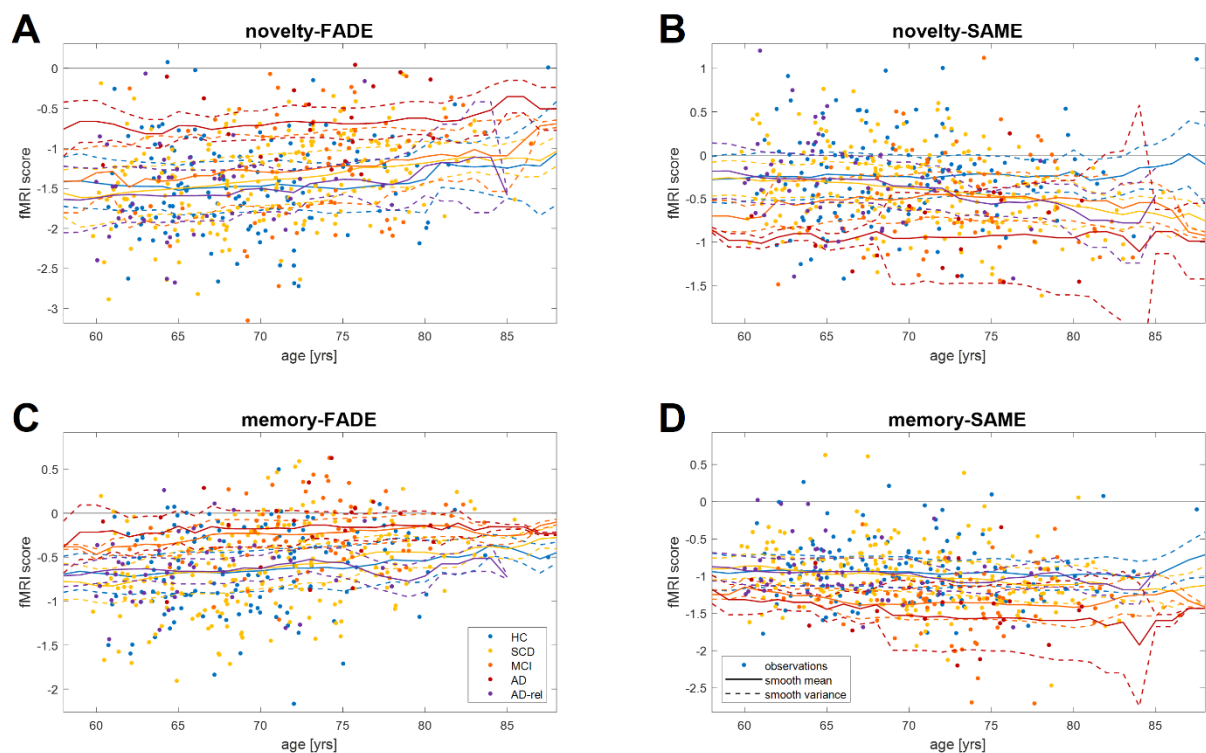 A
novelty-FADE
0
-0.5
-1
-1.5
-2
-2.5
-3
fMRI score
60 65 70 75 80 85
age [yrs]
B
novelty-SAME
1
0.5
0
-0.5
-1
-1.5
fMRI score
60 65 70 75 80 85
age [yrs]
C
memory-FADE
0.5
0
-0.5
-1
-1.5
-2
fMRI score
60 65 70 75 80 85
age [yrs]
HC
SCD
MCI
AD
AD-rel
D
memory-SAME
0.5
0
-0.5
-1
-1.5
-2
-2.5
fMRI score
60 65 70 75 80 85
age [yrs]
observations
smooth mean
smooth variance